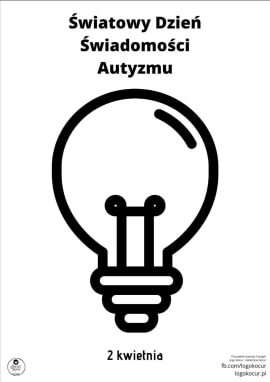 Światowy Dzień
Świadomości
Autyzmu
2 kwietnia
fb.com/logokocur
logokocur.pl